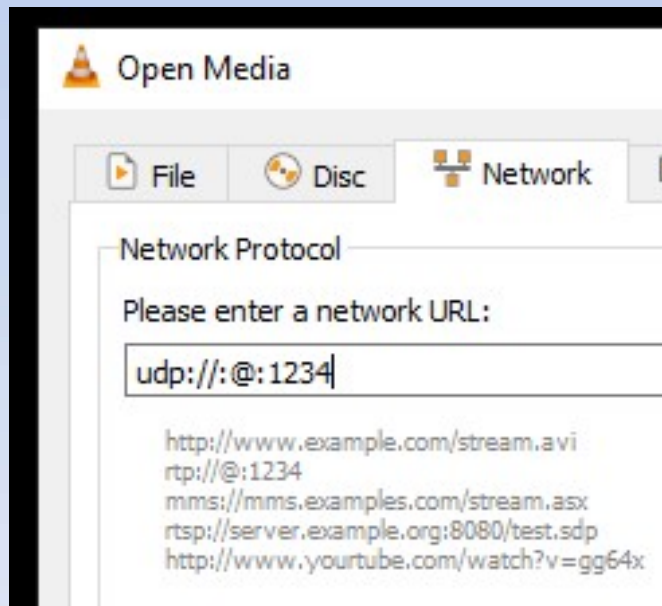 Open Media
File Disc Network
Network Protocol
Please enter a network URL:
udp://:@:1234
http://www.example.com/stream.avi
rtp://@:1234
mms://mms.examples.com/stream.asx
rtsp://server.example.org:8080/test.sdp
http://www.yourtube.com/watch?v=gg64x